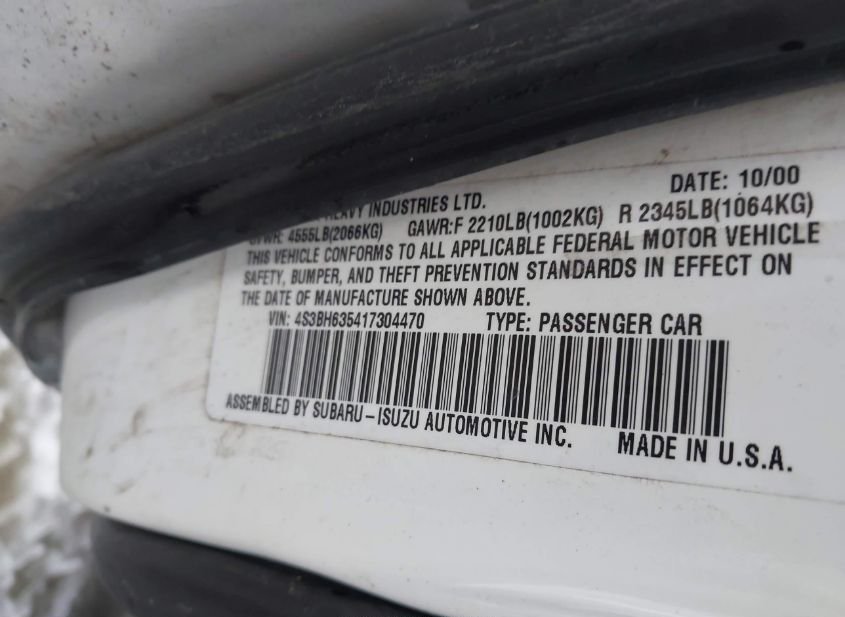 DATE: 10/00
HEAVY INDUSTRIES LTD.
GVWR: 4555LB(2066KG) GAWR:F 2210LB(1002KG) R 2345LB(1064KG)
THIS VEHICLE CONFORMS TO ALL APPLICABLE FEDERAL MOTOR VEHICLE
SAFETY, BUMPER, AND THEFT PREVENTION STANDARDS IN EFFECT ON
THE DATE OF MANUFACTURE SHOWN ABOVE.
VIN: 4S3BH635417304470 TYPE: PASSENGER CAR
ASSEMBLED BY SUBARU-ISUZU AUTOMOTIVE INC. MADE IN U.S.A.